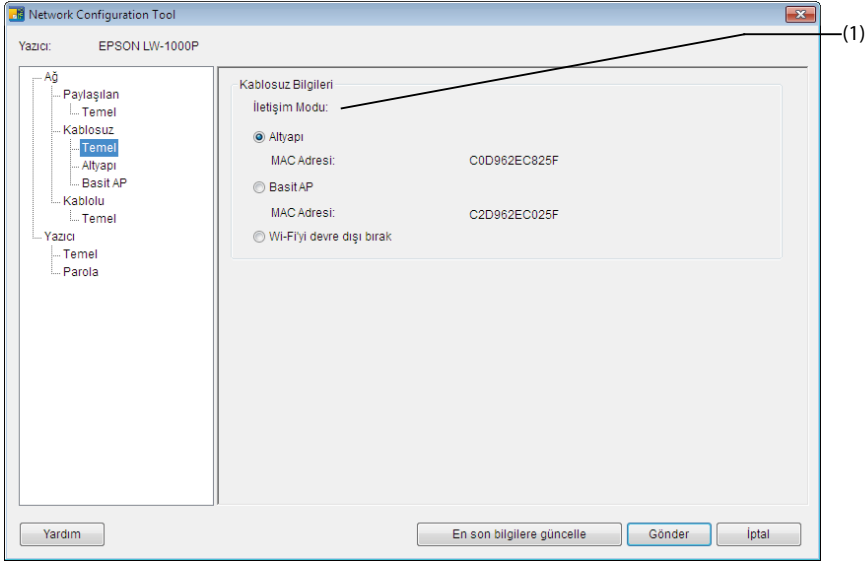 Network Configuration Tool
(1)
Yazıcı: EPSON LW-1000P
Ağ
Paylaşılan
Temel
Kablosuz
Temel
Altyapı
Basit AP
Kablolu
Temel
Yazıcı
Temel
Parola
Kablosuz Bilgileri
İletişim Modu:
Altyapı
MAC Adresi: C0D962EC825F
Basit AP
MAC Adresi: C2D962EC025F
Wi-Fi'yi devre dışı bırak
Yardım
En son bilgilere güncelle
Gönder
İptal